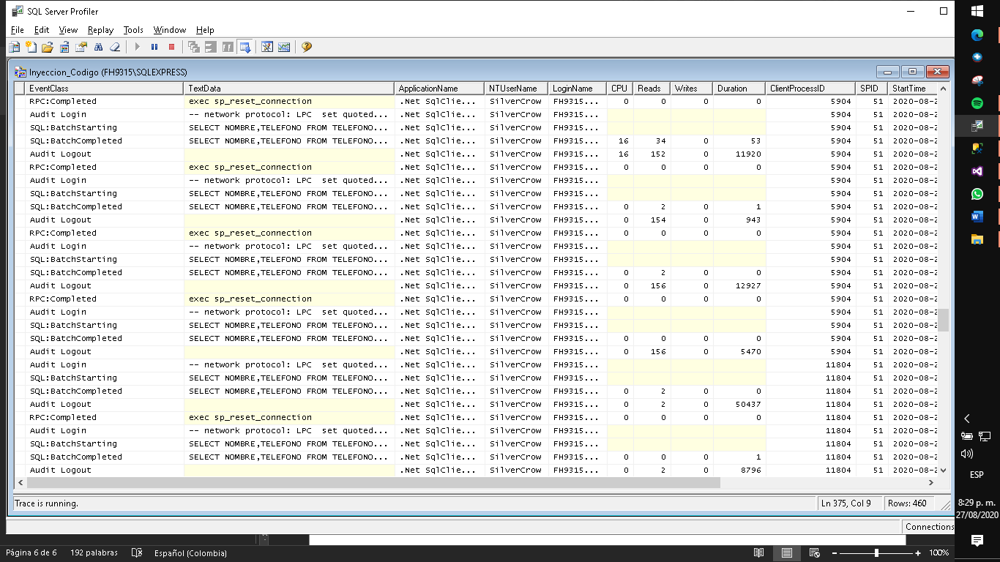 SQL Server Profiler
File Edit View Replay Tools Window Help
Inyeccion_Codigo (FH9315\SQLEXPRESS)
EventClass TextData ApplicationName NTUserName LoginName CPU Reads Writes Duration ClientProcessID SPID StartTime
RPC:Completed exec sp_reset_connection .Net SqlClie... SilverCrow FH9315... 0 0 0 0 5904 51 2020-08-2
Audit Login -- network protocol: LPC set quoted... .Net SqlClie... SilverCrow FH9315... 5904 51 2020-08-2
SQL:BatchStarting SELECT NOMBRE,TELEFONO FROM TELEFONO... .Net SqlClie... SilverCrow FH9315... 5904 51 2020-08-2
SQL:BatchCompleted SELECT NOMBRE,TELEFONO FROM TELEFONO... .Net SqlClie... SilverCrow FH9315... 16 34 0 53 5904 51 2020-08-2
Audit Logout .Net SqlClie... SilverCrow FH9315... 16 152 0 11920 5904 51 2020-08-2
RPC:Completed exec sp_reset_connection .Net SqlClie... SilverCrow FH9315... 0 0 0 0 5904 51 2020-08-2
Audit Login -- network protocol: LPC set quoted... .Net SqlClie... SilverCrow FH9315... 5904 51 2020-08-2
SQL:BatchStarting SELECT NOMBRE,TELEFONO FROM TELEFONO... .Net SqlClie... SilverCrow FH9315... 5904 51 2020-08-2
SQL:BatchCompleted SELECT NOMBRE,TELEFONO FROM TELEFONO... .Net SqlClie... SilverCrow FH9315... 0 2 0 1 5904 51 2020-08-2
Audit Logout .Net SqlClie... SilverCrow FH9315... 0 154 0 943 5904 51 2020-08-2
RPC:Completed exec sp_reset_connection .Net SqlClie... SilverCrow FH9315... 0 0 0 0 5904 51 2020-08-2
Audit Login -- network protocol: LPC set quoted... .Net SqlClie... SilverCrow FH9315... 5904 51 2020-08-2
SQL:BatchStarting SELECT NOMBRE,TELEFONO FROM TELEFONO... .Net SqlClie... SilverCrow FH9315... 5904 51 2020-08-2
SQL:BatchCompleted SELECT NOMBRE,TELEFONO FROM TELEFONO... .Net SqlClie... SilverCrow FH9315... 0 2 0 0 5904 51 2020-08-2
Audit Logout .Net SqlClie... SilverCrow FH9315... 0 156 0 12927 5904 51 2020-08-2
RPC:Completed exec sp_reset_connection .Net SqlClie... SilverCrow FH9315... 0 0 0 0 5904 51 2020-08-2
Audit Login -- network protocol: LPC set quoted... .Net SqlClie... SilverCrow FH9315... 5904 51 2020-08-2
SQL:BatchStarting SELECT NOMBRE,TELEFONO FROM TELEFONO... .Net SqlClie... SilverCrow FH9315... 5904 51 2020-08-2
SQL:BatchCompleted SELECT NOMBRE,TELEFONO FROM TELEFONO... .Net SqlClie... SilverCrow FH9315... 0 0 0 0 5904 51 2020-08-2
Audit Logout .Net SqlClie... SilverCrow FH9315... 0 156 0 5470 5904 51 2020-08-2
Audit Login -- network protocol: LPC set quoted... .Net SqlClie... SilverCrow FH9315... 11804 51 2020-08-2
SQL:BatchStarting SELECT NOMBRE,TELEFONO FROM TELEFONO... .Net SqlClie... SilverCrow FH9315... 11804 51 2020-08-2
SQL:BatchCompleted SELECT NOMBRE,TELEFONO FROM TELEFONO... .Net SqlClie... SilverCrow FH9315... 0 2 0 0 11804 51 2020-08-2
Audit Logout .Net SqlClie... SilverCrow FH9315... 0 2 0 50437 11804 51 2020-08-2
RPC:Completed exec sp_reset_connection .Net SqlClie... SilverCrow FH9315... 0 0 0 0 11804 51 2020-08-2
Audit Login -- network protocol: LPC set quoted... .Net SqlClie... SilverCrow FH9315... 11804 51 2020-08-2
SQL:BatchStarting SELECT NOMBRE,TELEFONO FROM TELEFONO... .Net SqlClie... SilverCrow FH9315... 11804 51 2020-08-2
SQL:BatchCompleted SELECT NOMBRE,TELEFONO FROM TELEFONO... .Net SqlClie... SilverCrow FH9315... 0 0 0 1 11804 51 2020-08-2
Audit Logout .Net SqlClie... SilverCrow FH9315... 0 2 0 8796 11804 51 2020-08-2
Trace is running. Ln 375, Col 9 Rows: 460
Connections
Página 6 de 6 192 palabras Español (Colombia) 100%
ESP
8:29 p. m.
27/08/2020